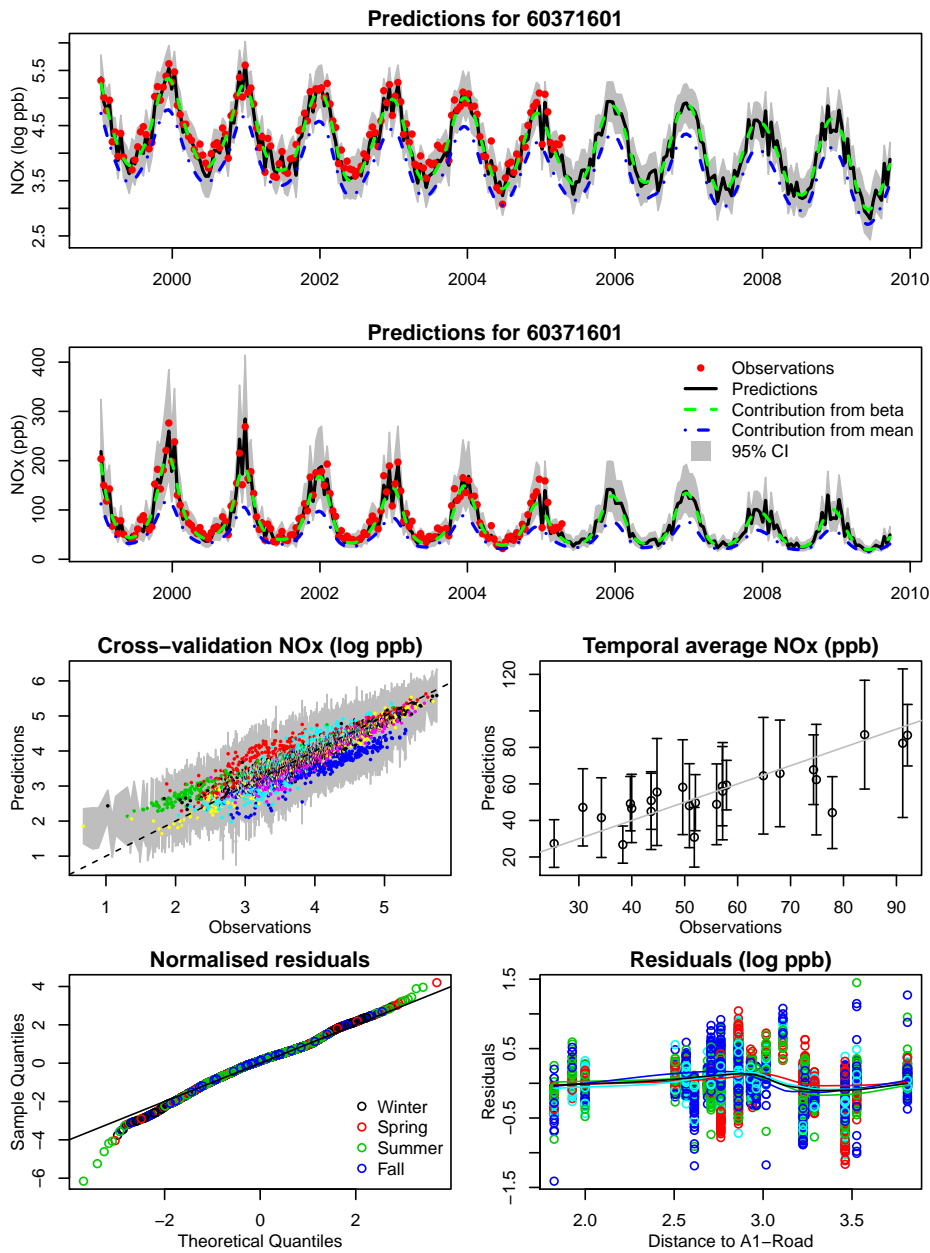 Predictions for 60371601
NOx (log ppb)
2.5 3.5 4.5 5.5
2000 2002 2004 2006 2008 2010
Predictions for 60371601
NOx (ppb)
0 100 200 300 400
Observations
Predictions
Contribution from beta
Contribution from mean
95% CI
2000 2002 2004 2006 2008 2010
Cross−validation NOx (log ppb)
Predictions
1 2 3 4 5 6
1 2 3 4 5
Observations
Temporal average NOx (ppb)
Predictions
20 40 60 80 120
30 40 50 60 70 80 90
Observations
Normalised residuals
Sample Quantiles
−6 −4 −2 0 2 4
Winter
Spring
Summer
Fall
−2 0 2
Theoretical Quantiles
Residuals (log ppb)
Residuals
−1.5 −0.5 0.5 1.5
2.0 2.5 3.0 3.5
Distance to A1−Road